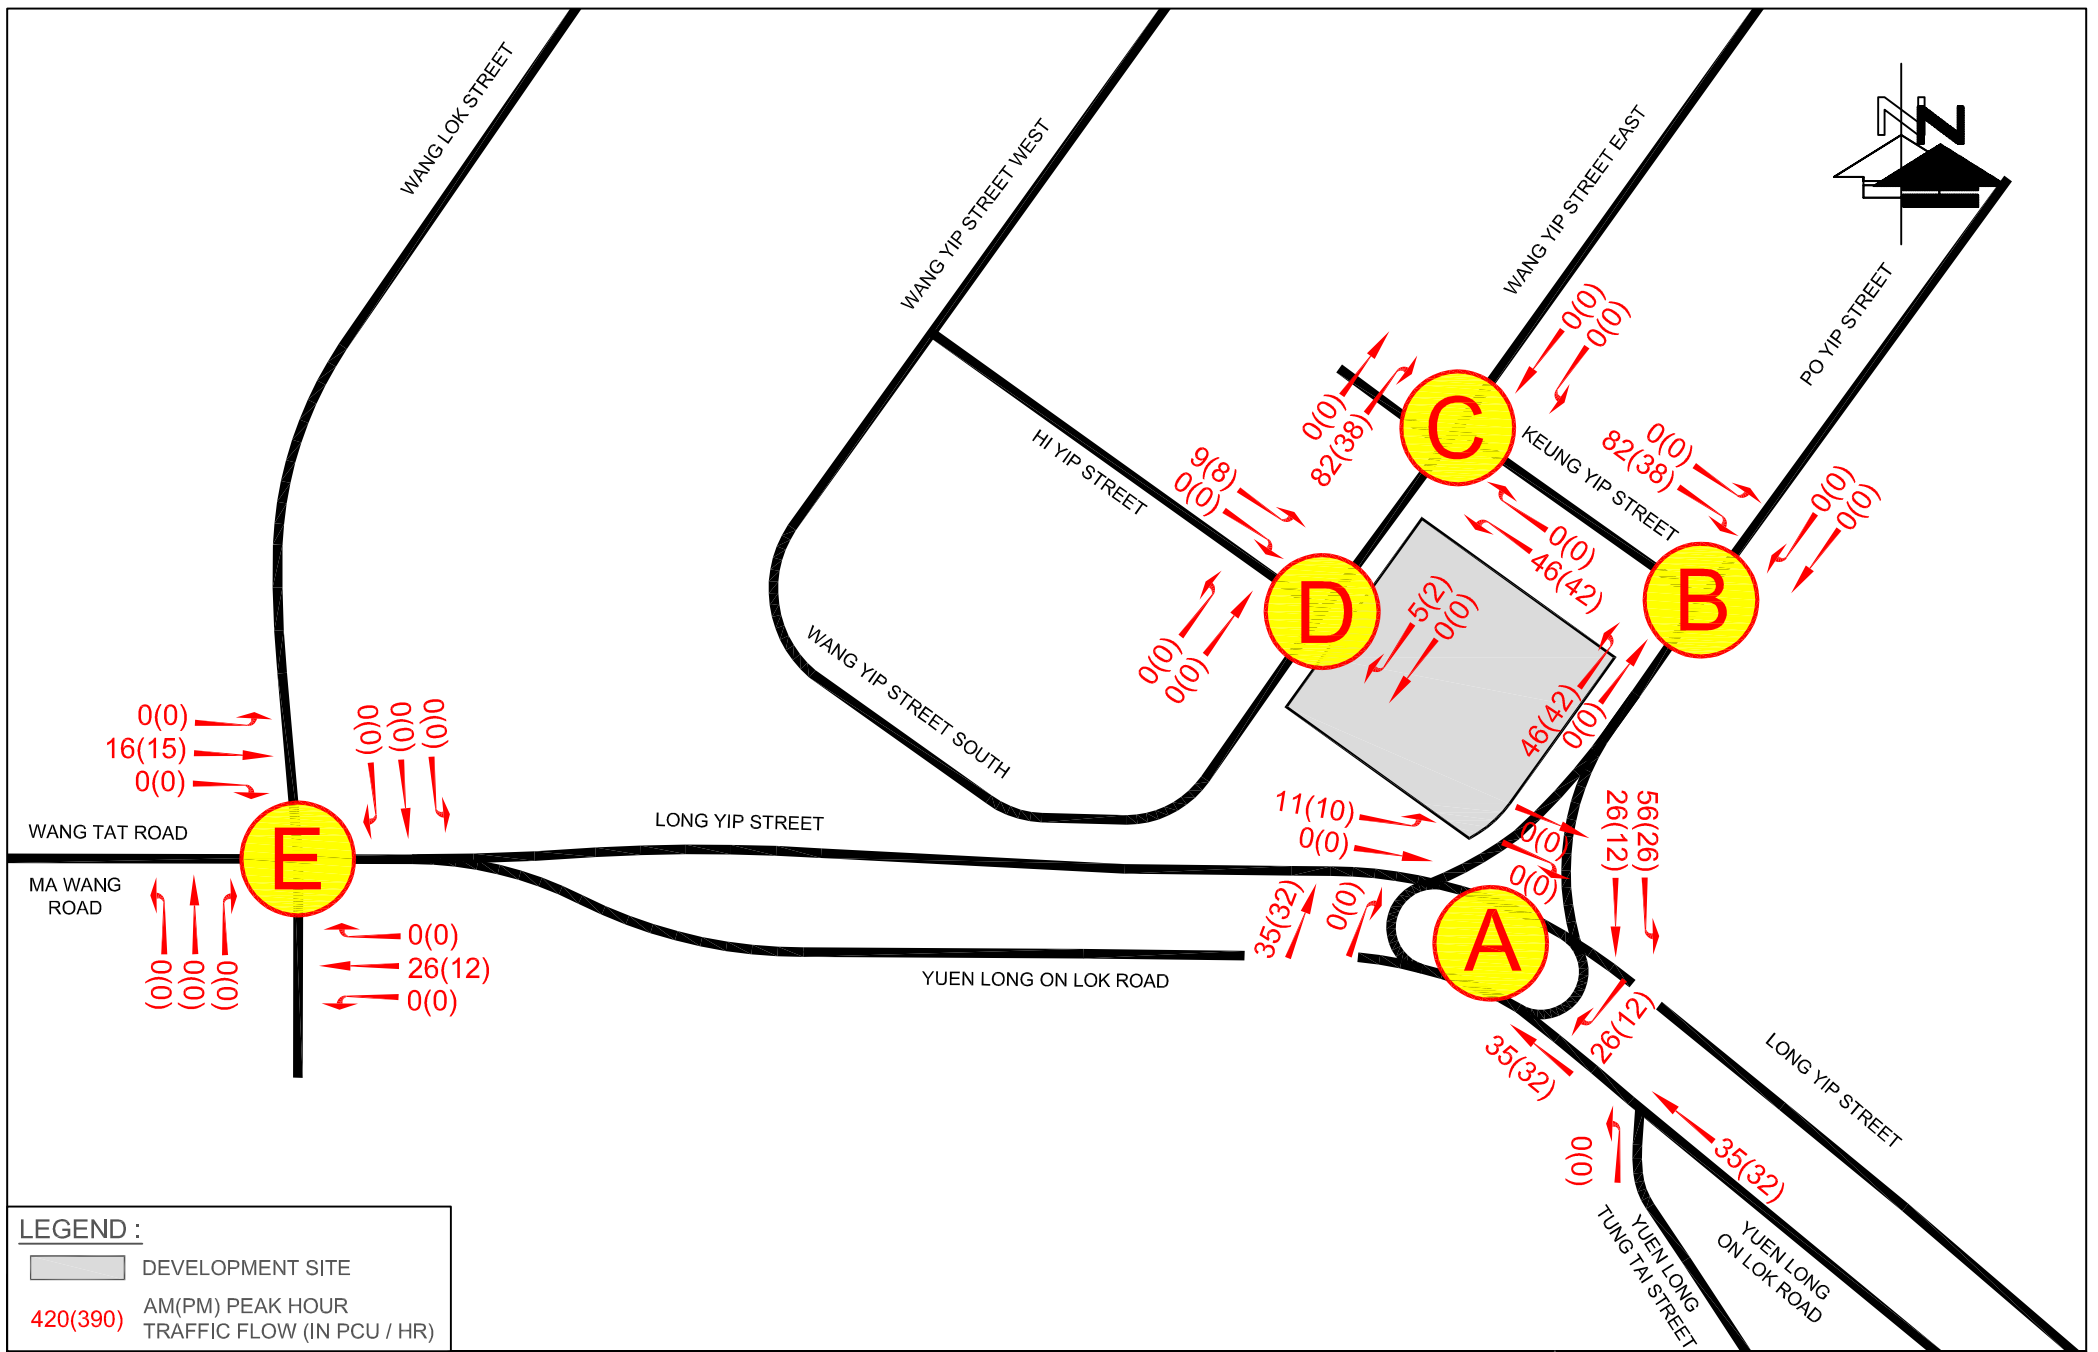 WANG LOK STREET
WANG YIP STREET WEST
WANG YIP STREET EAST
N
N
PO YIP STREET
0(0)
0(0)
C
0(0)
82(38)
KEUNG YIP STREET
0(0)
82(38)
0(0)
0(0)
HI YIP STREET
9(8)
0(0)
0(0)
46(42)
B
D
5(2)
0(0)
0(0)
0(0)
46(42)
0(0)
WANG YIP STREET SOUTH
0(0)
16(15)
0(0)
0(0)
0(0)
0(0)
WANG TAT ROAD
E
LONG YIP STREET
11(10)
0(0)
0(0)
0(0)
56(26)
26(12)
MA WANG
ROAD
0(0)
0(0)
0(0)
0(0)
26(12)
0(0)
35(32)
0(0)
A
YUEN LONG ON LOK ROAD
26(12)
35(32)
LONG YIP STREET
0(0)
35(32)
YUEN LONG
TUNG TAI STREET
YUEN LONG
ON LOK ROAD
LEGEND :
DEVELOPMENT SITE
420(390)
AM(PM) PEAK HOUR
TRAFFIC FLOW (IN PCU / HR)